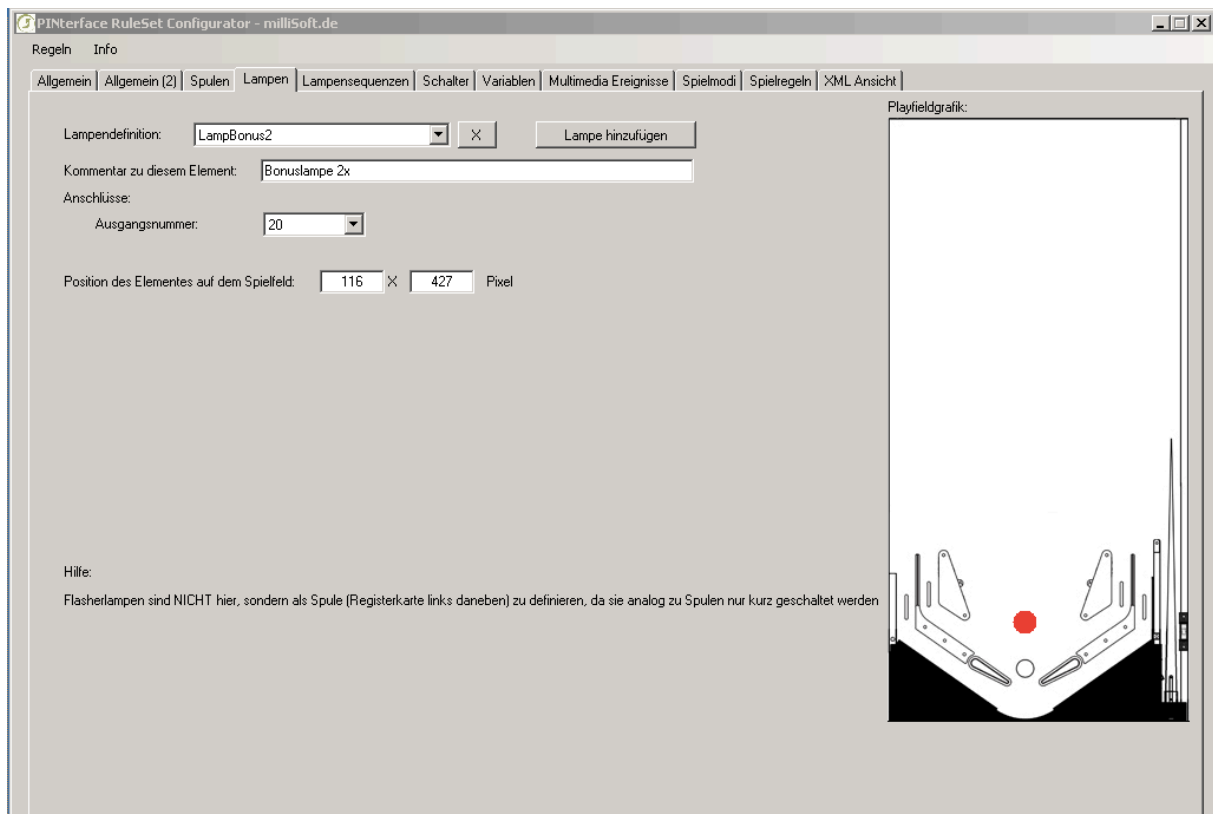 PINterface RuleSet Configurator - milliSoft.de
Regeln Info
Allgemein Allgemein (2) Spulen Lampen Lampensequenzen Schalter Variablen Multimedia Ereignisse Spielmodi Spielregeln XML Ansicht
Playfieldgrafik:
Lampendefinition: LampBonus2 X Lampe hinzufügen
Kommentar zu diesem Element: Bonuslampe 2x
Anschlüsse:
Ausgangsnummer: 20
Position des Elementes auf dem Spielfeld: 116 X 427 Pixel
Hilfe:
Flasherlampen sind NICHT hier, sondern als Spule (Registerkarte links daneben) zu definieren, da sie analog zu Spulen nur kurz geschaltet werden